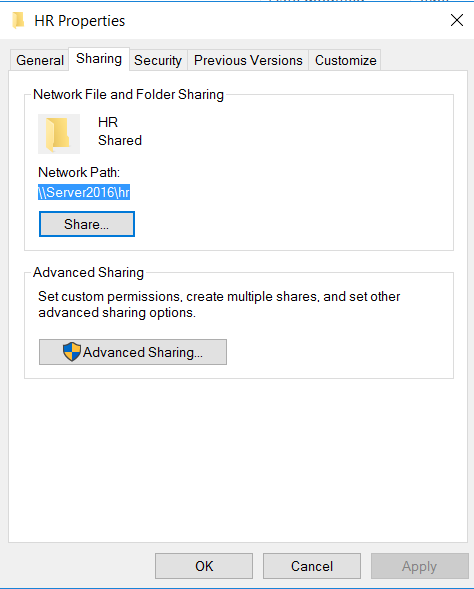 HR Properties
General Sharing Security Previous Versions Customize
Network File and Folder Sharing
HR
Shared
Network Path:
\\Server2016\hr
Share...
Advanced Sharing
Set custom permissions, create multiple shares, and set other
advanced sharing options.
Advanced Sharing...
OK Cancel Apply